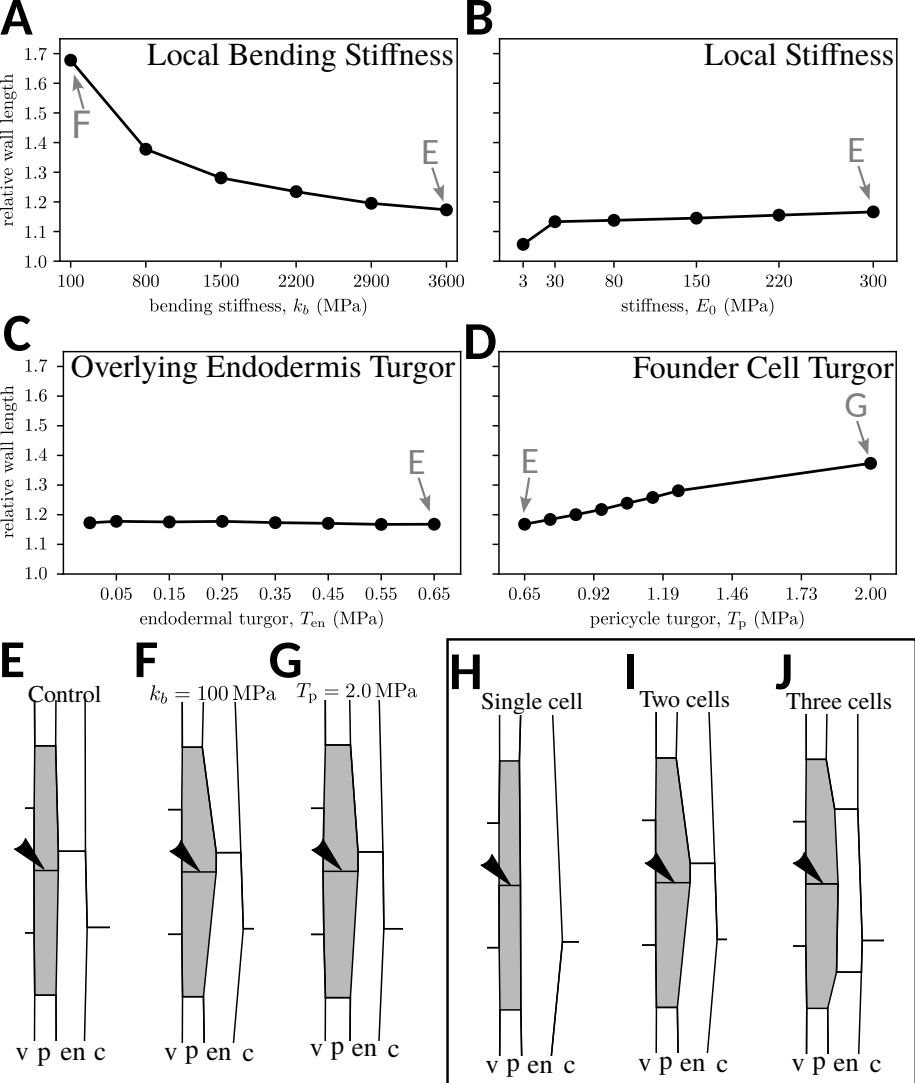 A
Local Bending Stiffness
relative wall length
1.7
1.6
1.5
1.4
1.3
1.2
1.1
1.0
F
E
100 800 1500 2200 2900 3600
bending stiffness, k_b (MPa)
B
Local Stiffness
E
3 30 80 150 220 300
stiffness, E_0 (MPa)
C
Overlying Endodermis Turgor
relative wall length
1.7
1.6
1.5
1.4
1.3
1.2
1.1
1.0
E
0.05 0.15 0.25 0.35 0.45 0.55 0.65
endodermal turgor, T_en (MPa)
D
Founder Cell Turgor
G
E
0.65 0.92 1.19 1.46 1.73 2.00
pericycle turgor, T_p (MPa)
E
Control
v p en c
F
k_b = 100 MPa
v p en c
G
T_p = 2.0 MPa
v p en c
H
Single cell
v p en c
I
Two cells
v p en c
J
Three cells
v p en c